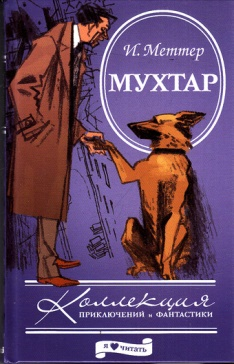 И. Меттер
МУХТАР
Коллекция
ПРИКЛЮЧЕНИЙ и ФАНТАСТИКИ
я ♥ читать